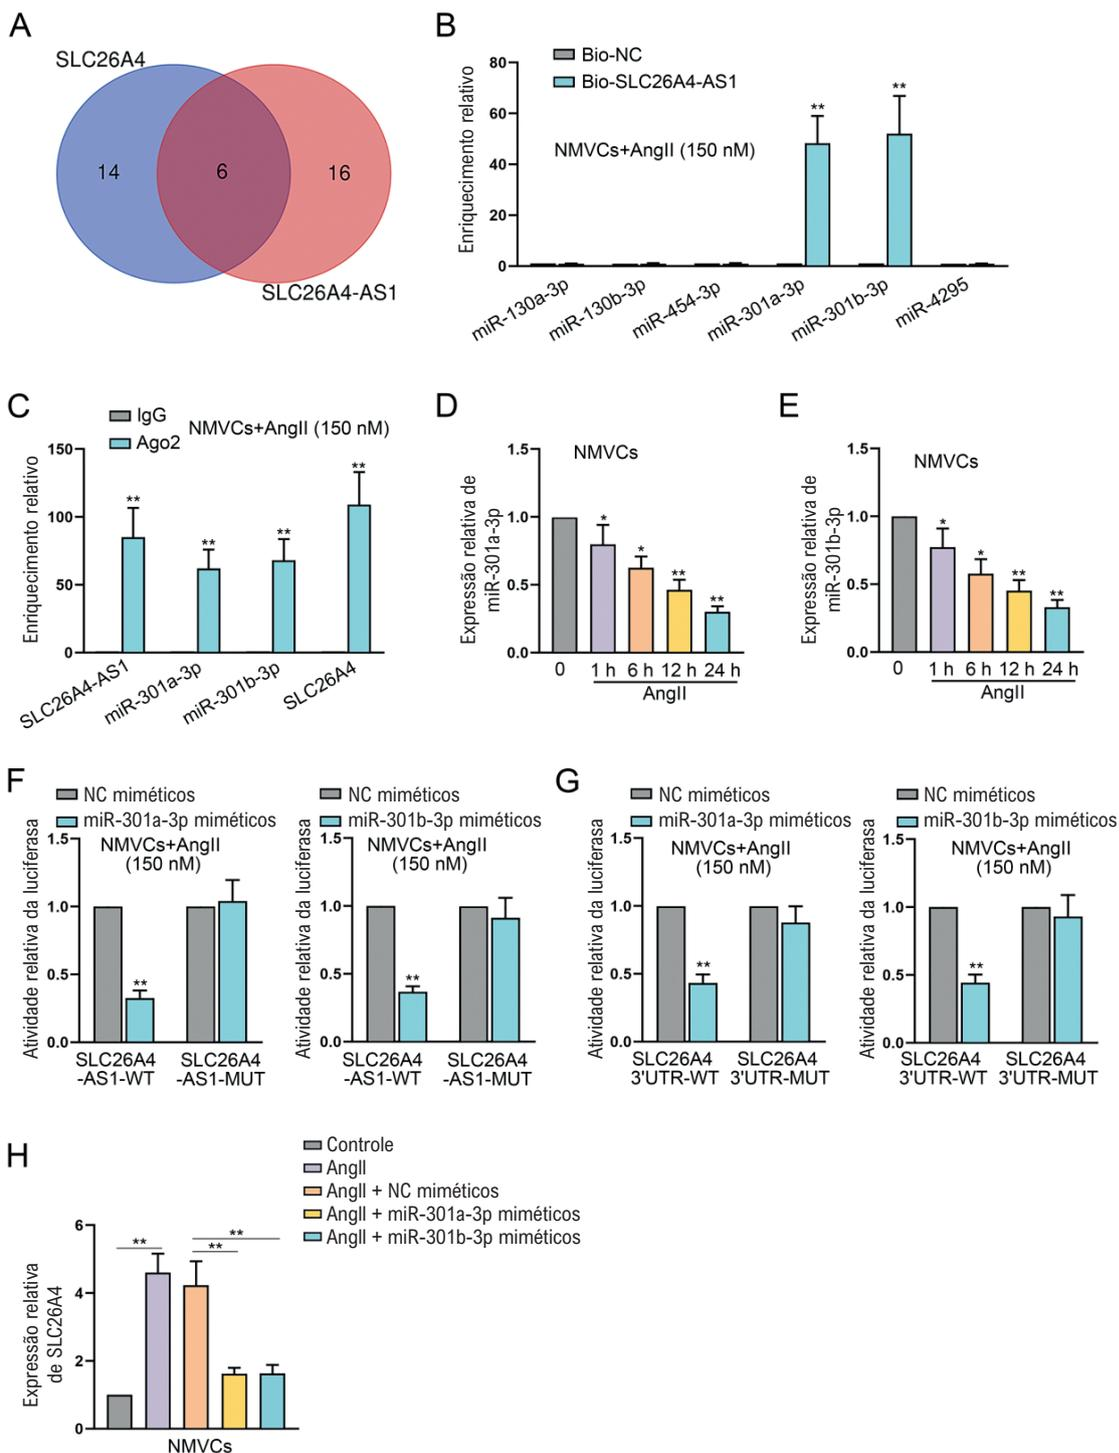 A
SLC26A4
14
6
16
SLC26A4-AS1
B
Bio-NC
Bio-SLC26A4-AS1
NMVCs+AngII (150 nM)
Enriquecimento relativo
80
60
40
20
0
**
**
miR-130a-3p
miR-130b-3p
miR-454-3p
miR-301a-3p
miR-301b-3p
miR-4295
C
IgG
Ago2
NMVCs+AngII (150 nM)
Enriquecimento relativo
150
100
50
0
**
**
**
**
SLC26A4-AS1
miR-301a-3p
miR-301b-3p
SLC26A4
D
NMVCs
Expressão relativa de
miR-301a-3p
1.5
1.0
0.5
0.0
*
*
**
**
0
1 h
6 h
12 h
24 h
AngII
E
NMVCs
Expressão relativa de
miR-301b-3p
1.5
1.0
0.5
0.0
*
*
**
**
0
1 h
6 h
12 h
24 h
AngII
F
NC miméticos
miR-301a-3p miméticos
NMVCs+AngII
(150 nM)
Atividade relativa da luciferasa
1.5
1.0
0.5
0.0
**
SLC26A4
-AS1-WT
SLC26A4
-AS1-MUT
NC miméticos
miR-301b-3p miméticos
NMVCs+AngII
(150 nM)
Atividade relativa da luciferasa
1.5
1.0
0.5
0.0
**
SLC26A4
-AS1-WT
SLC26A4
-AS1-MUT
G
NC miméticos
miR-301a-3p miméticos
NMVCs+AngII
(150 nM)
Atividade relativa da luciferasa
1.5
1.0
0.5
0.0
**
SLC26A4
3'UTR-WT
SLC26A4
3'UTR-MUT
NC miméticos
miR-301b-3p miméticos
NMVCs+AngII
(150 nM)
Atividade relativa da luciferasa
1.5
1.0
0.5
0.0
**
SLC26A4
3'UTR-WT
SLC26A4
3'UTR-MUT
H
Controle
AngII
AngII + NC miméticos
AngII + miR-301a-3p miméticos
AngII + miR-301b-3p miméticos
Expressão relativa
de SLC26A4
6
4
2
0
**
**
**
NMVCs